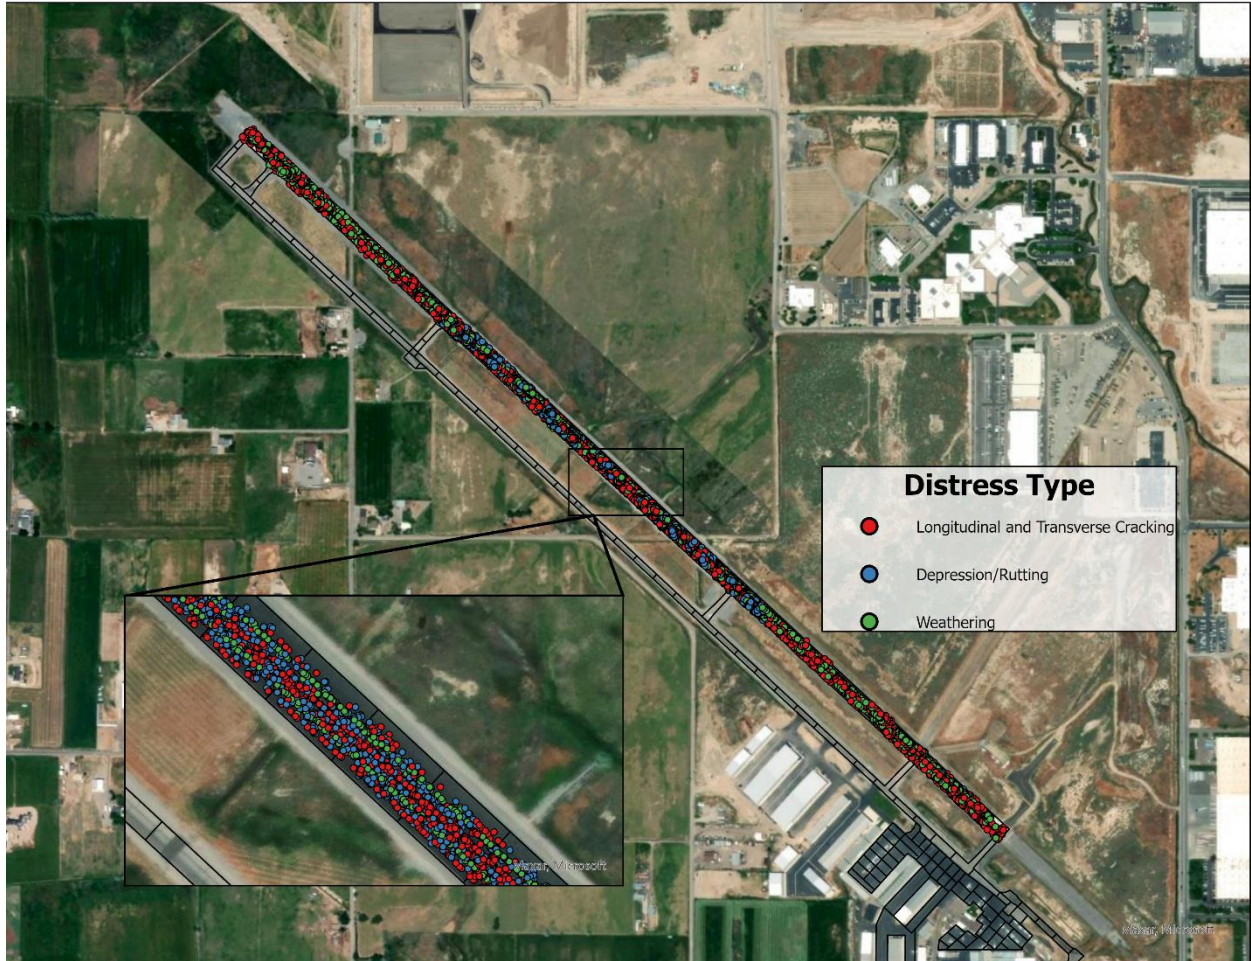 Distress Type
Longitudinal and Transverse Cracking
Depression/Rutting
Weathering
Maxar, Microsoft
Maxar, Microsoft